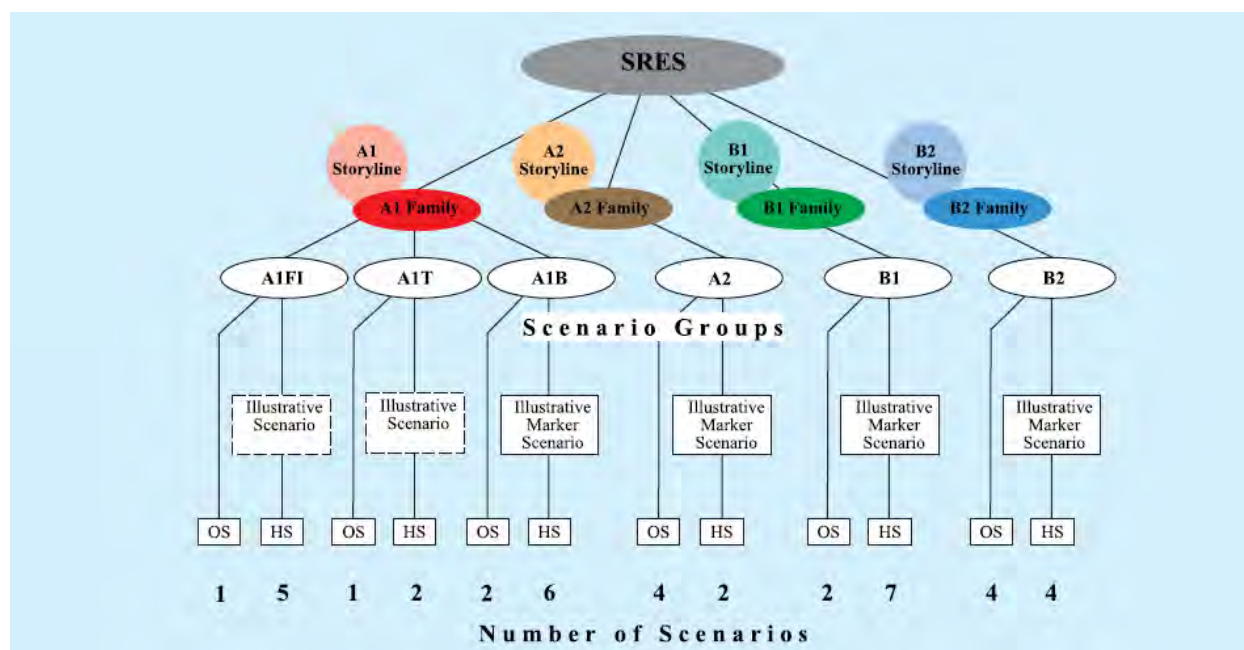 SRES
A1
Storyline
A2
Storyline
B1
Storyline
B2
Storyline
A1 Family
A2 Family
B1 Family
B2 Family
A1FI
A1T
A1B
A2
B1
B2
Scenario Groups
Illustrative
Scenario
Illustrative
Scenario
Illustrative
Marker
Scenario
Illustrative
Marker
Scenario
Illustrative
Marker
Scenario
Illustrative
Marker
Scenario
OS HS OS HS OS HS OS HS OS HS OS HS
1 5 1 2 2 6 4 2 2 7 4 4
Number of Scenarios